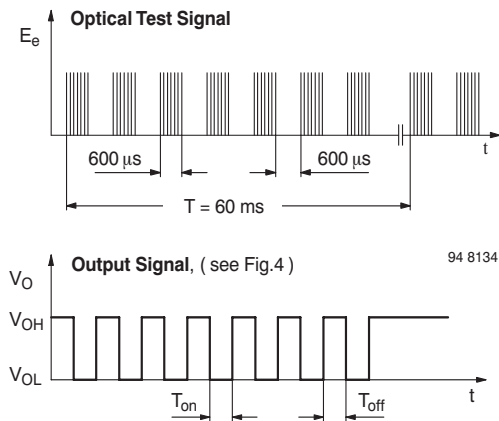 Optical Test Signal
Ee
t
600 µs
600 µs
T = 60 ms
94 8134
Output Signal, ( see Fig.4 )
VO
VOH
VOL
Ton
Toff
t